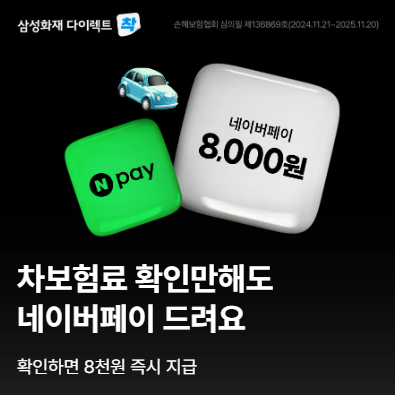 삼성화재 다이렉트 착
손해보험협회 심의필 제136869호(2024.11.21~2025.11.20)
네이버페이
8,000원
N pay
차보험료 확인만해도
네이버페이 드려요
확인하면 8천원 즉시 지급